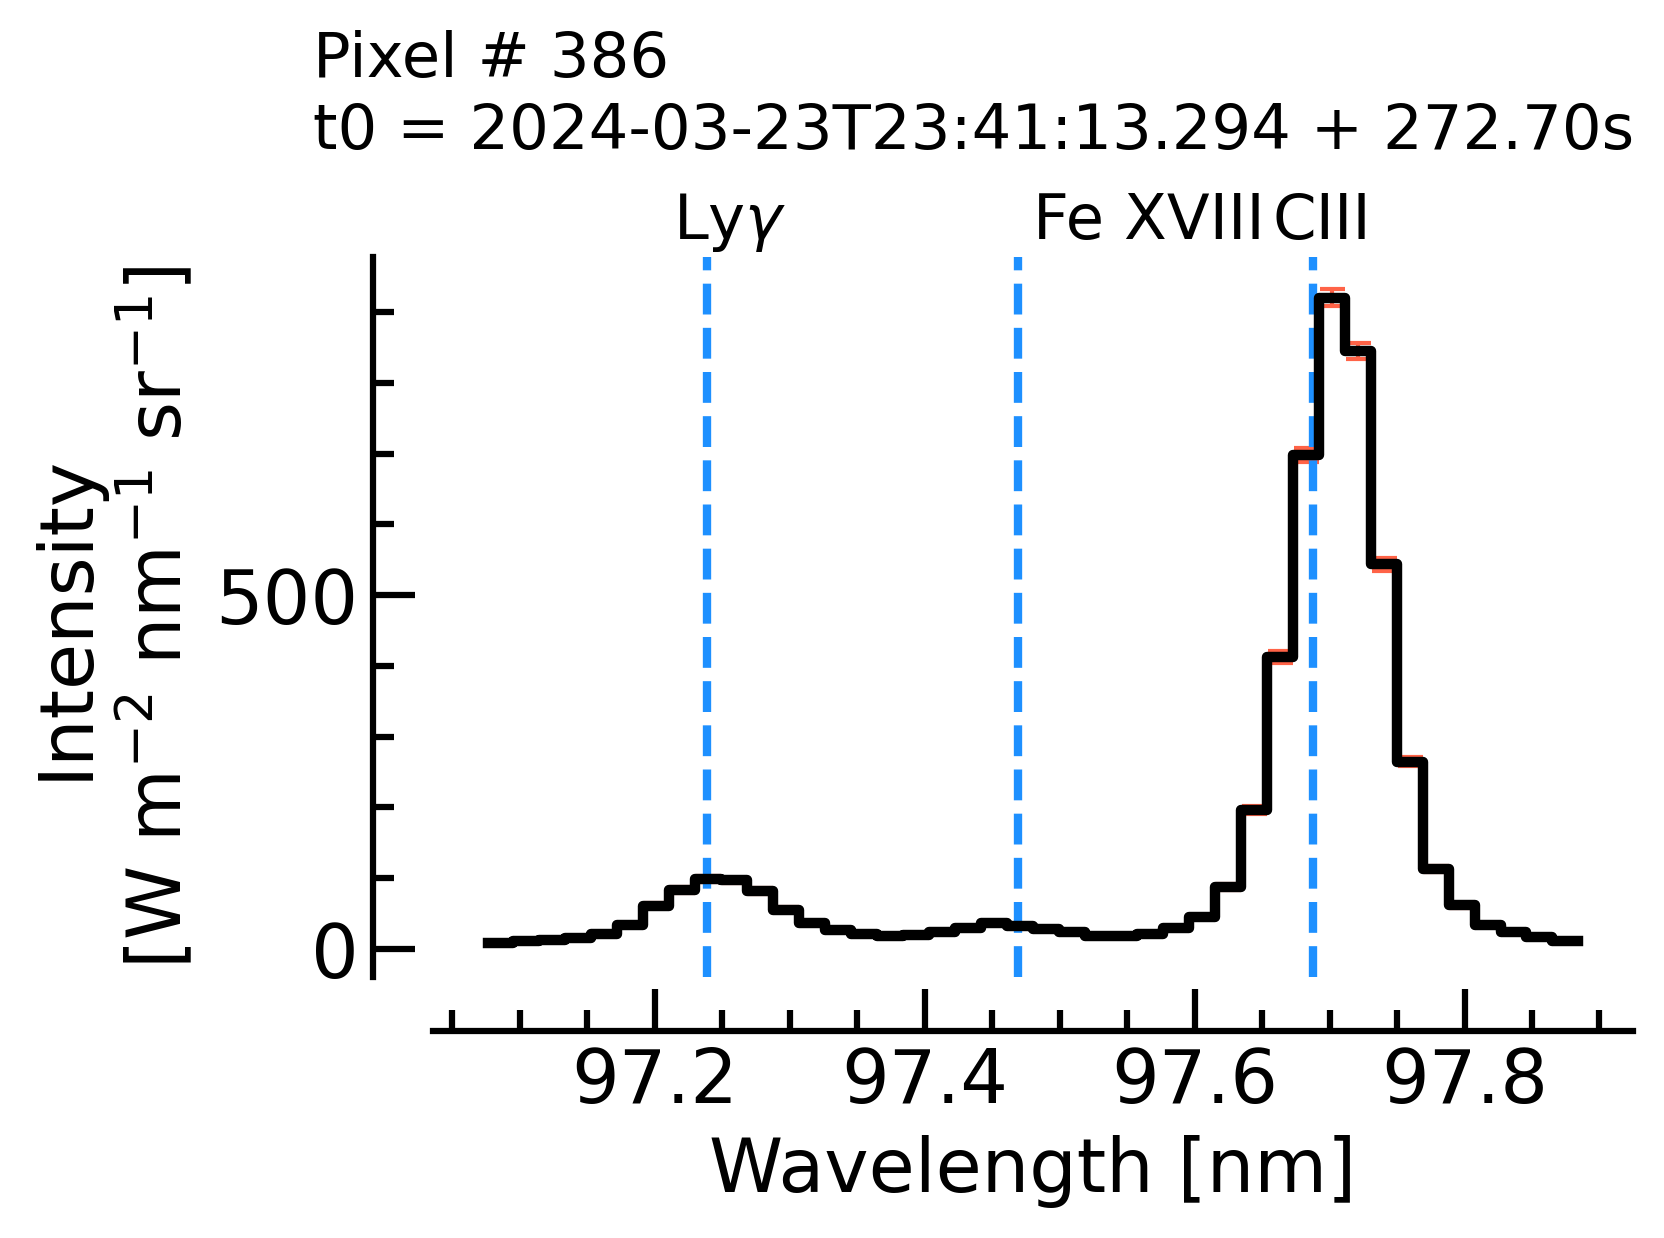 Pixel # 386
t0 = 2024-03-23T23:41:13.294 + 272.70s
Lyγ Fe XVIII CIII
Intensity
[W m⁻² nm⁻¹ sr⁻¹]
500
0
97.2 97.4 97.6 97.8
Wavelength [nm]